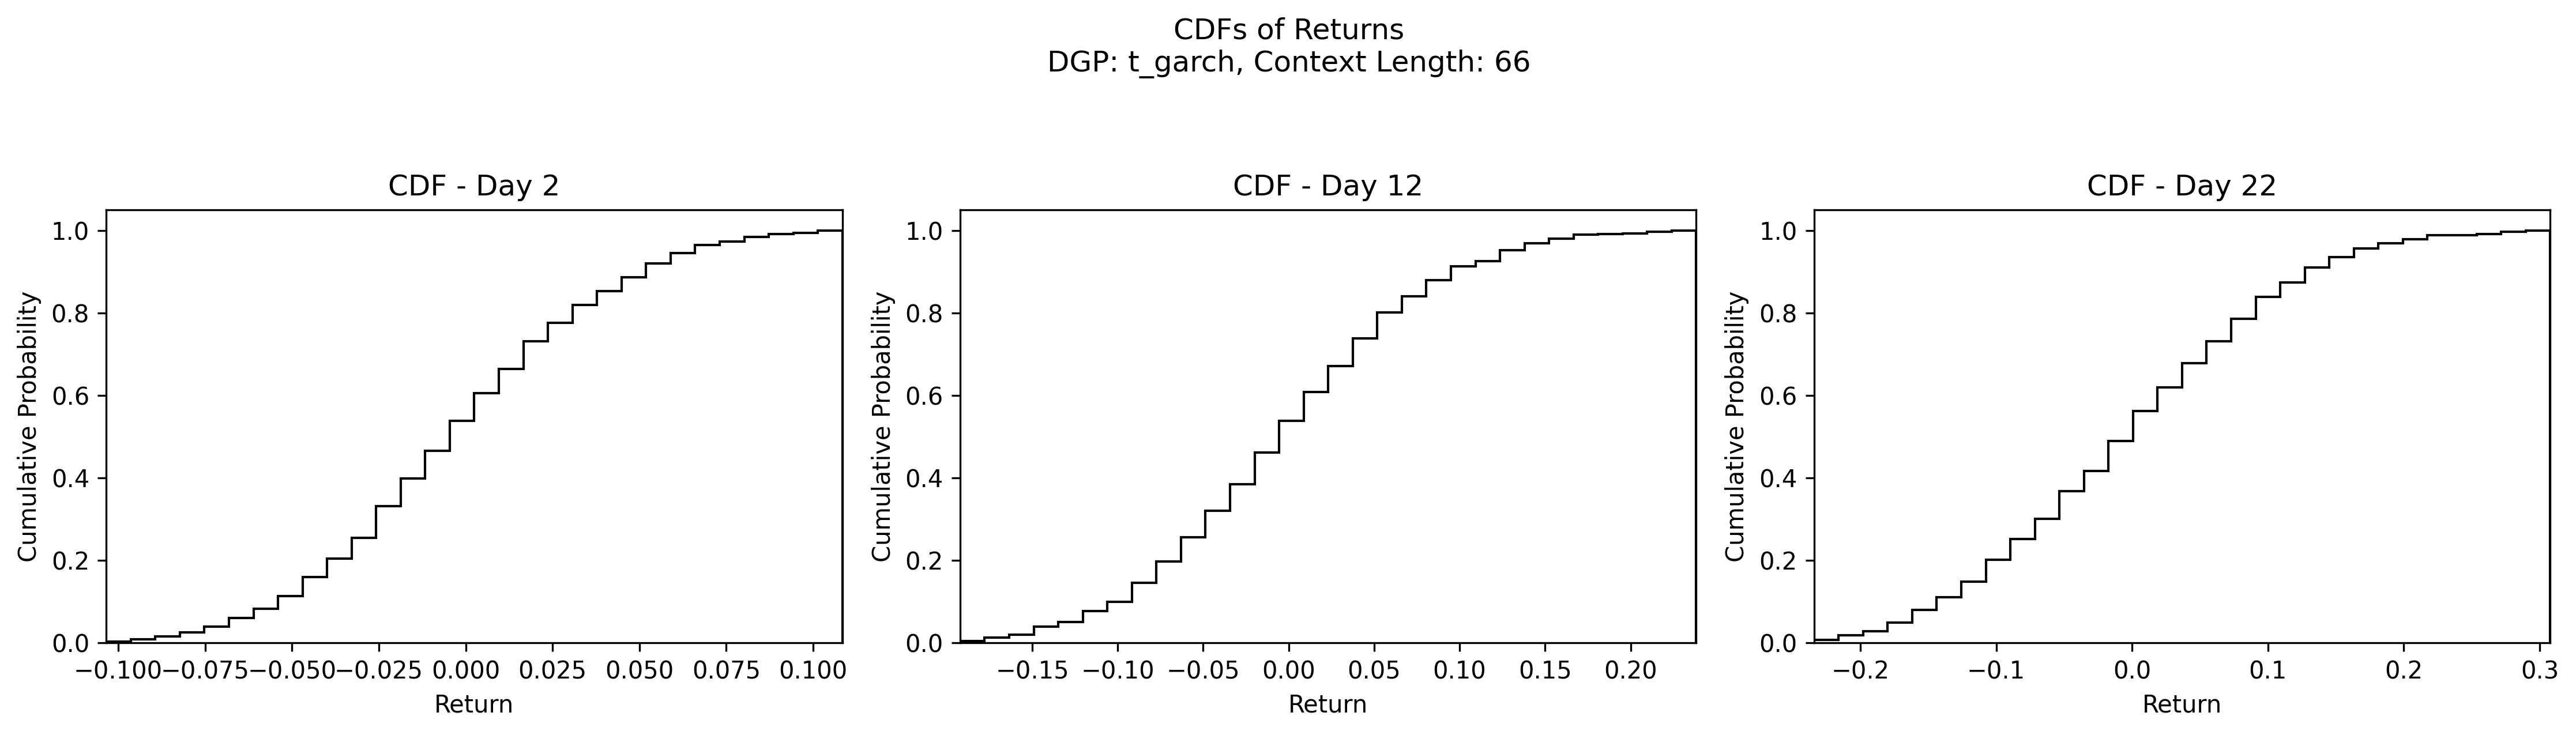 CDFs of Returns
DGP: t_garch, Context Length: 66
CDF - Day 2
Cumulative Probability
1.0
0.8
0.6
0.4
0.2
0.0
−0.100 −0.075 −0.050 −0.025 0.000 0.025 0.050 0.075 0.100
Return
CDF - Day 12
Cumulative Probability
1.0
0.8
0.6
0.4
0.2
0.0
−0.15 −0.10 −0.05 0.00 0.05 0.10 0.15 0.20
Return
CDF - Day 22
Cumulative Probability
1.0
0.8
0.6
0.4
0.2
0.0
−0.2 −0.1 0.0 0.1 0.2 0.3
Return